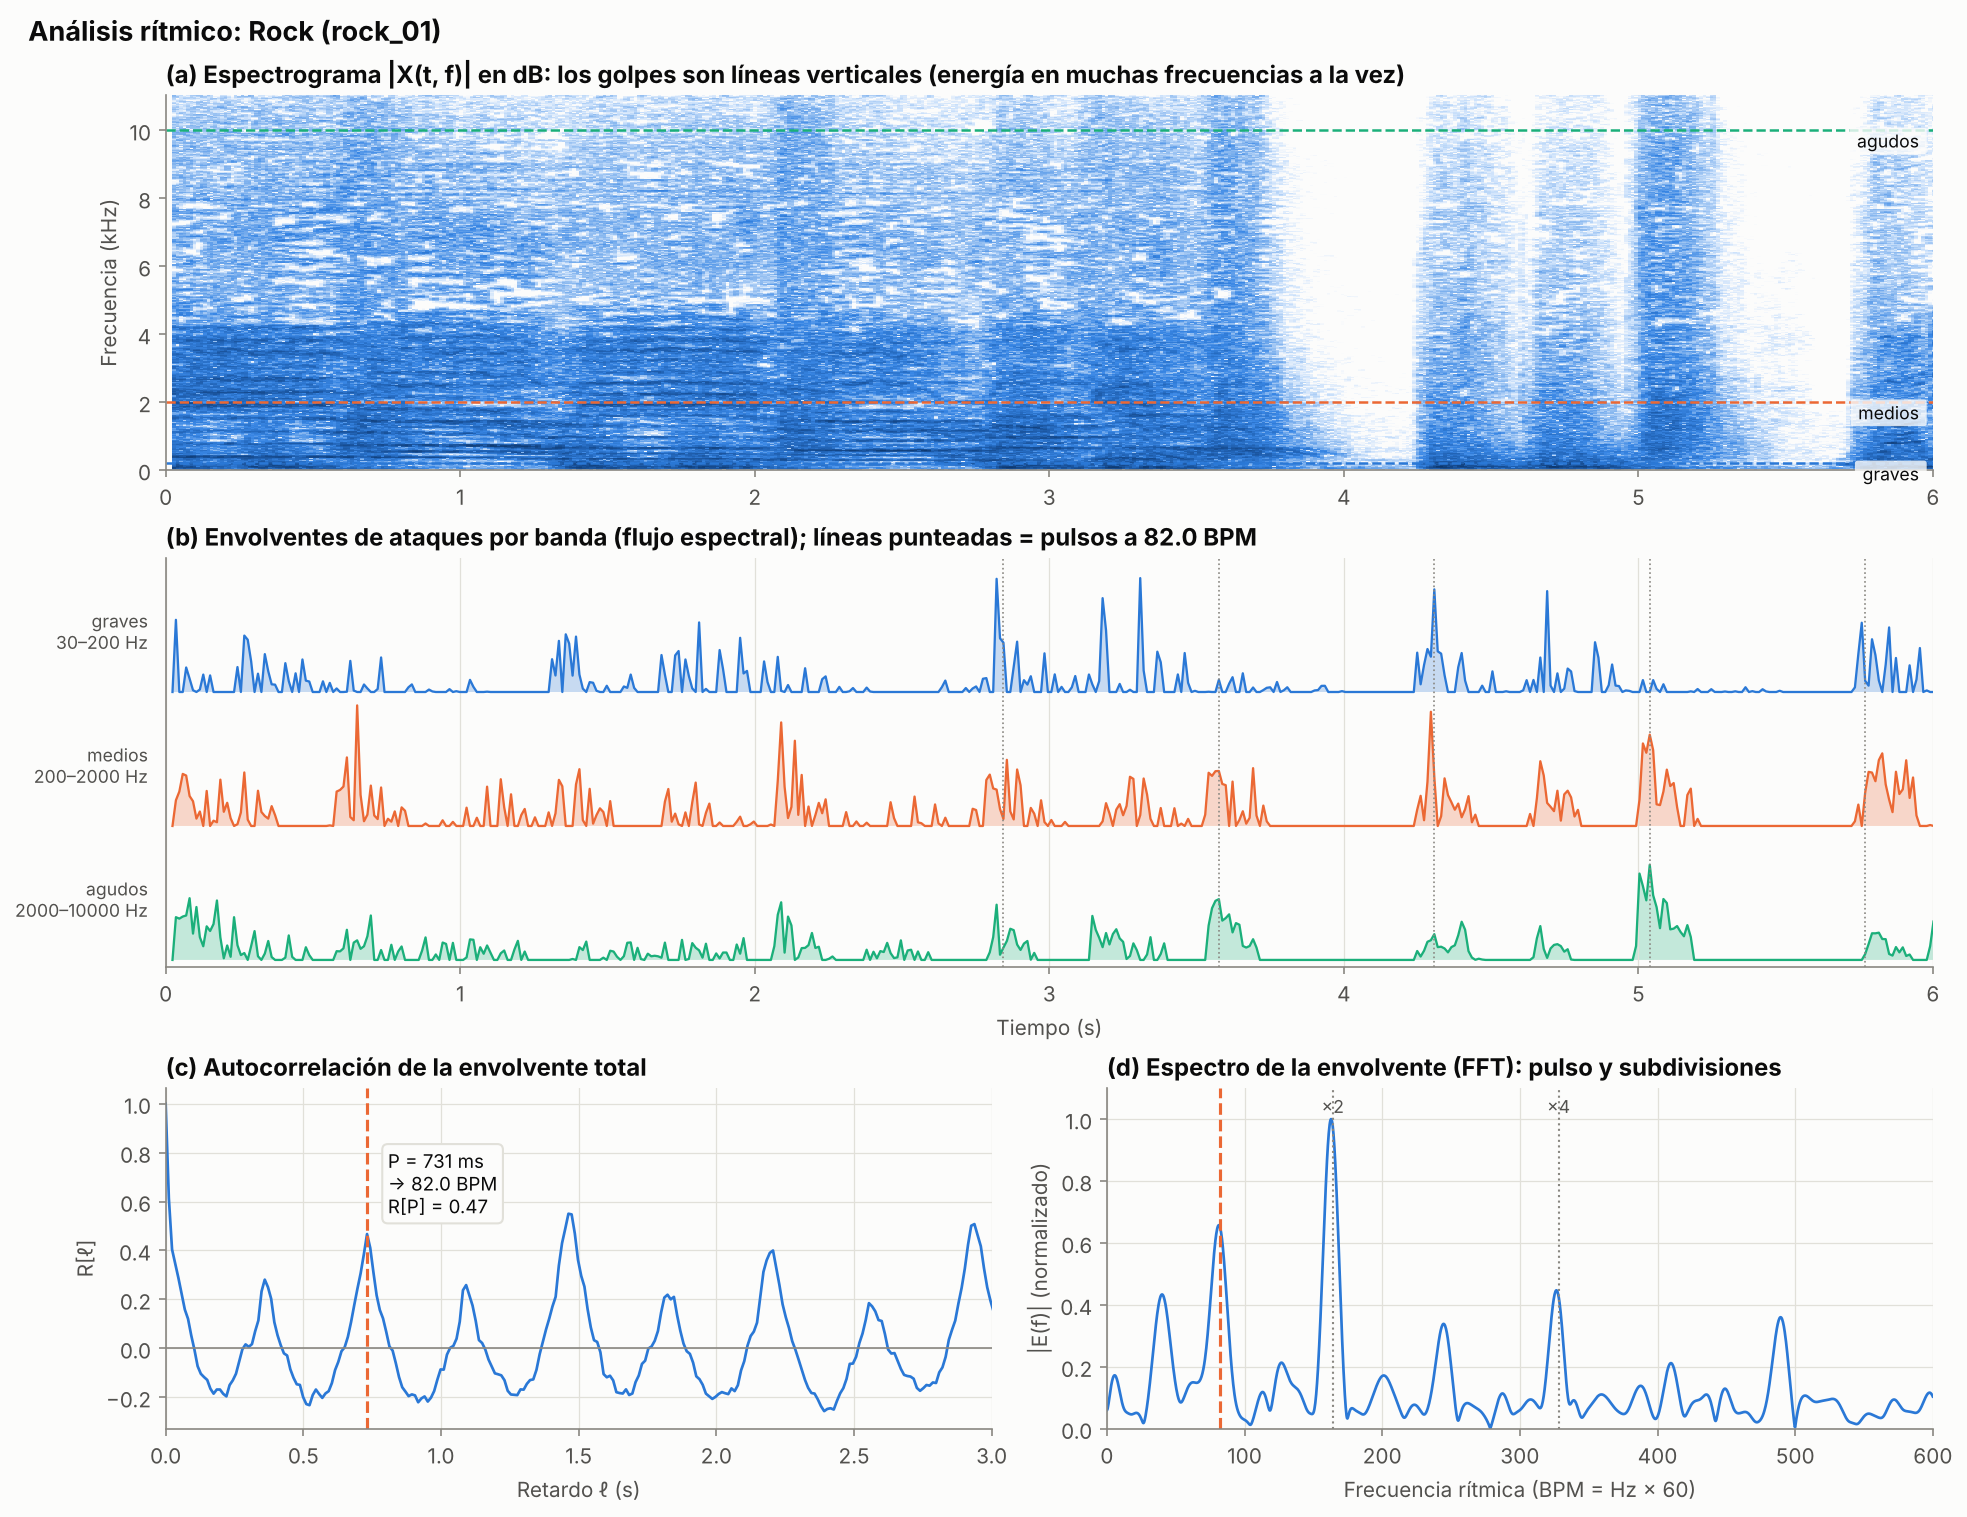 Análisis rítmico: Rock (rock_01)
(a) Espectrograma |X(t, f)| en dB: los golpes son líneas verticales (energía en muchas frecuencias a la vez)
Frecuencia (kHz)
10
8
6
4
2
0
agudos
medios
graves
0 1 2 3 4 5 6
(b) Envolventes de ataques por banda (flujo espectral); líneas punteadas = pulsos a 82.0 BPM
graves
30–200 Hz
medios
200–2000 Hz
agudos
2000–10000 Hz
0 1 2 3 4 5 6
Tiempo (s)
(c) Autocorrelación de la envolvente total
R[ℓ]
1.0
0.8
0.6
0.4
0.2
0.0
−0.2
P = 731 ms
→ 82.0 BPM
R[P] = 0.47
0.0 0.5 1.0 1.5 2.0 2.5 3.0
Retardo ℓ (s)
(d) Espectro de la envolvente (FFT): pulso y subdivisiones
|E(f)| (normalizado)
×2 ×4
1.0
0.8
0.6
0.4
0.2
0.0
0 100 200 300 400 500 600
Frecuencia rítmica (BPM = Hz × 60)